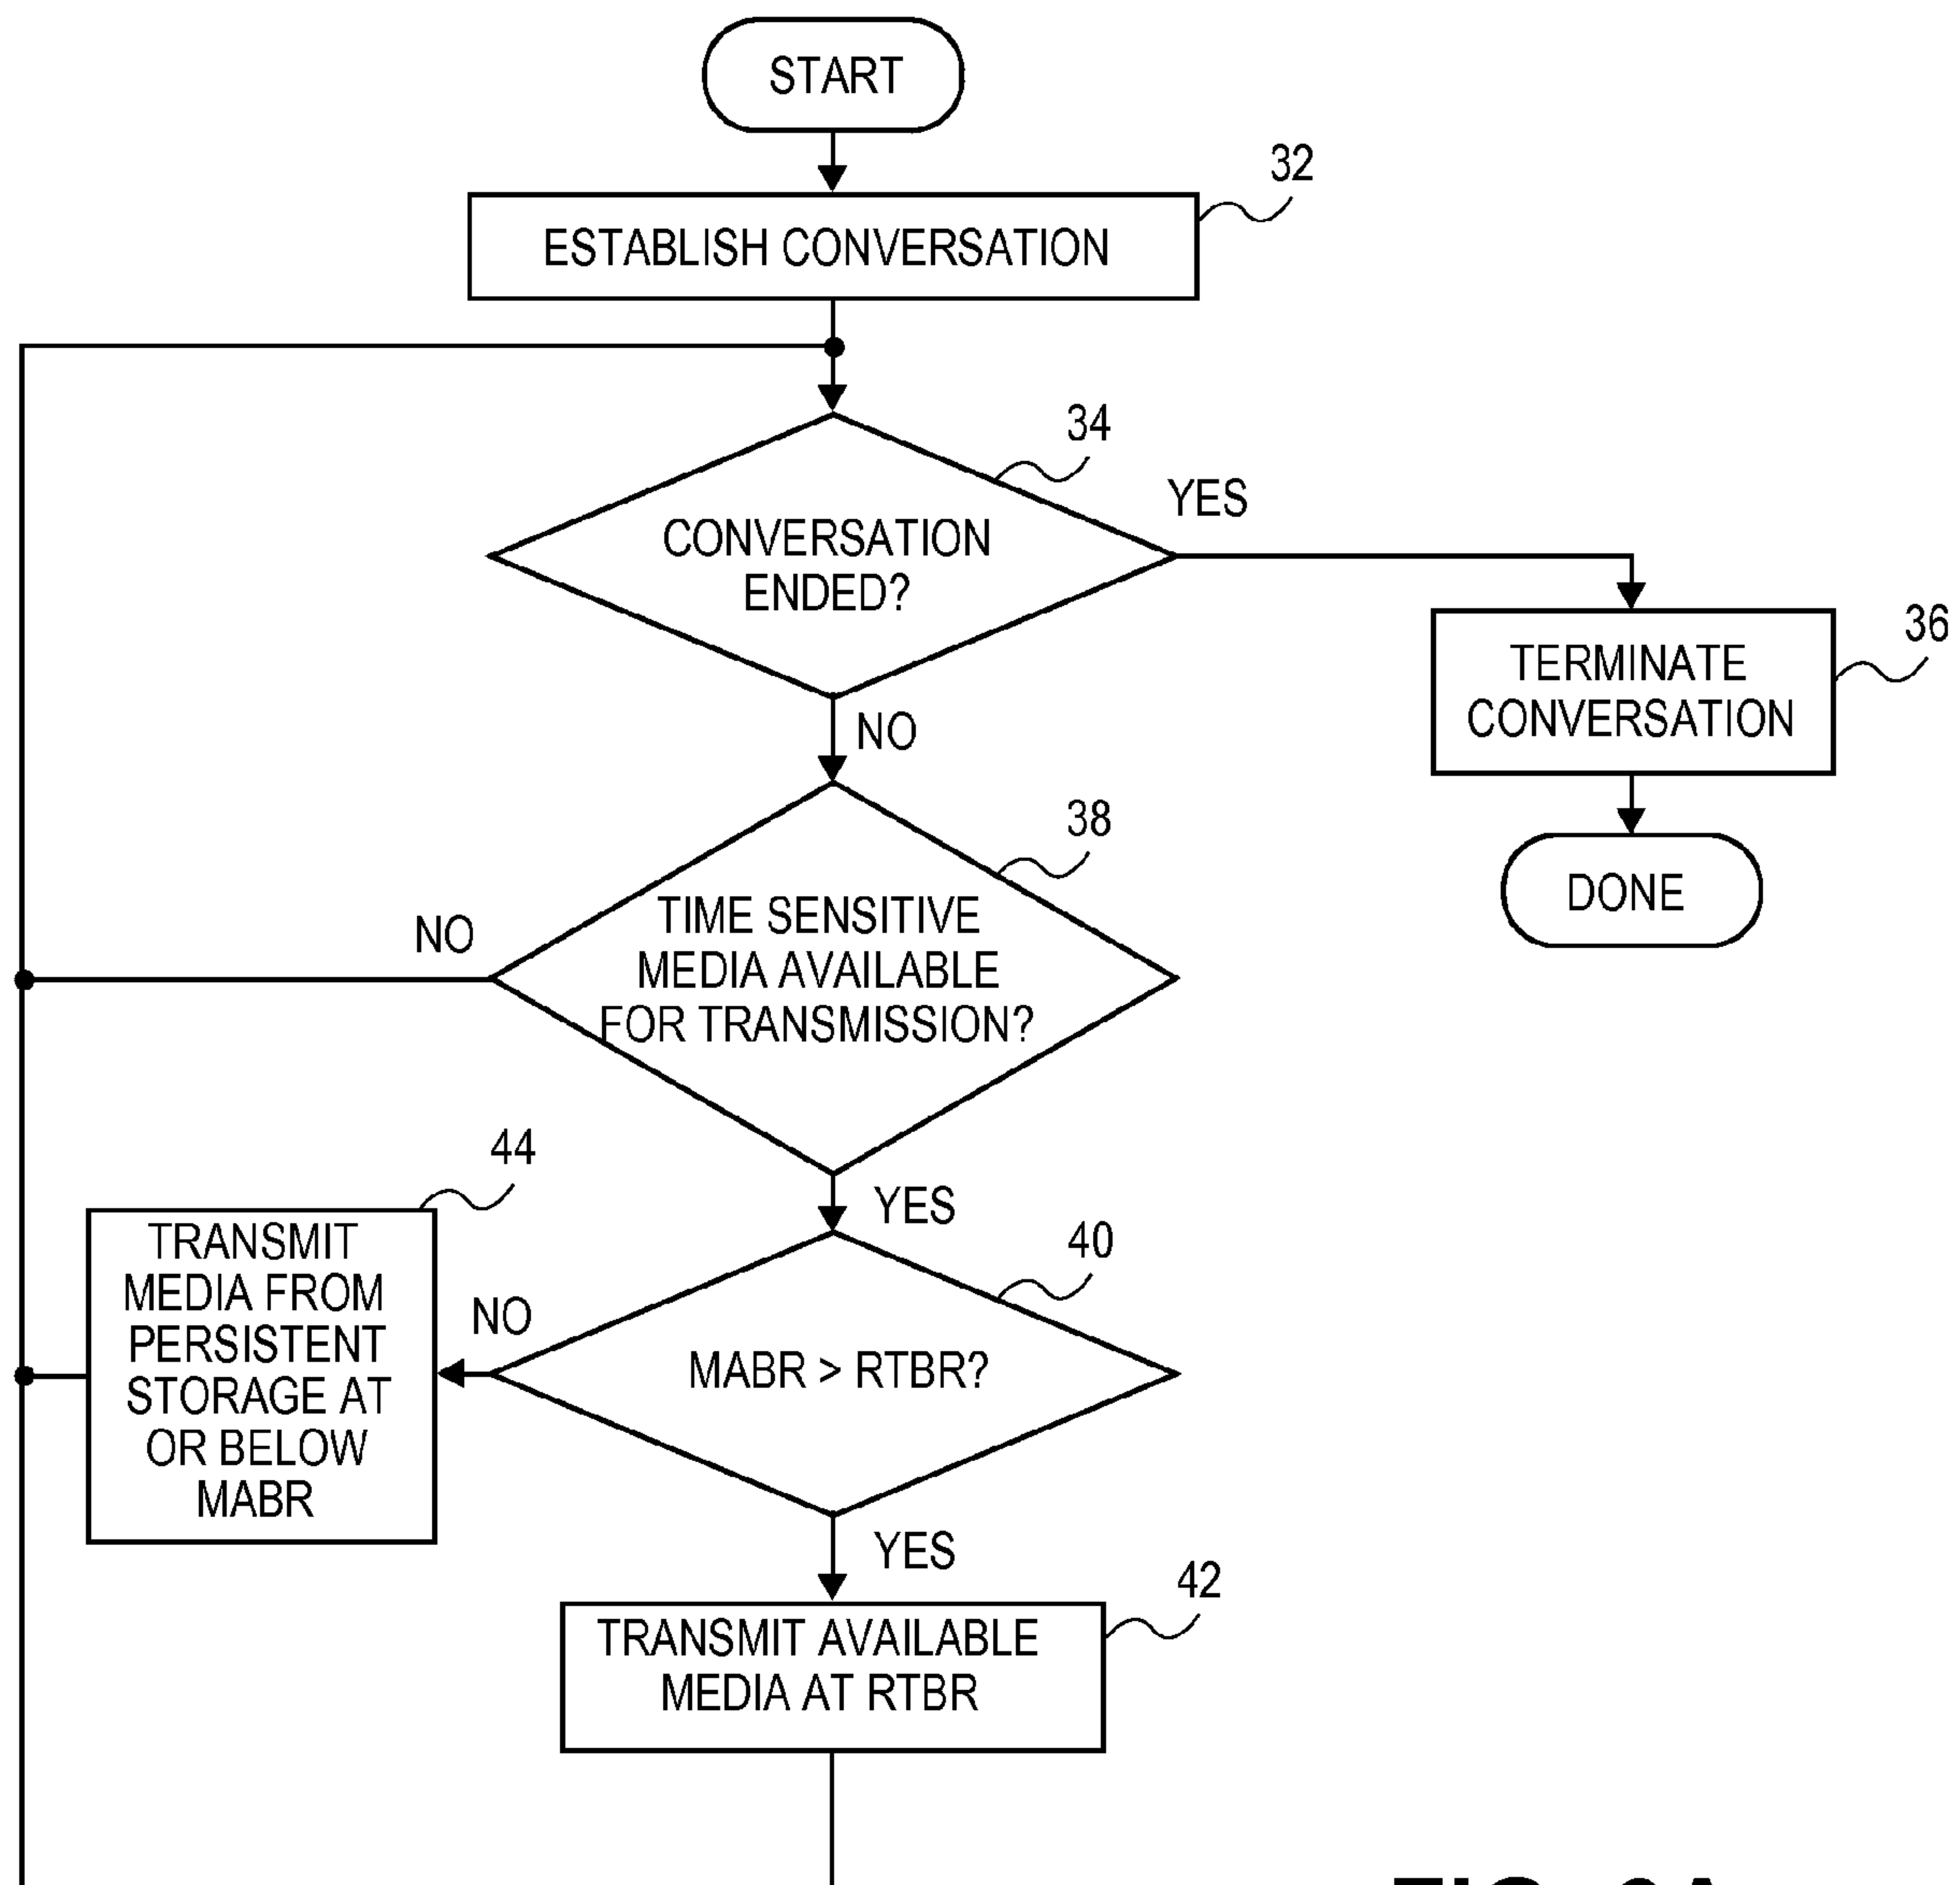 START
32
ESTABLISH CONVERSATION
34
YES
CONVERSATION
ENDED?
36
TERMINATE
CONVERSATION
NO
38
DONE
TIME SENSITIVE
MEDIA AVAILABLE
FOR TRANSMISSION?
NO
44
YES
40
TRANSMIT
MEDIA FROM
PERSISTENT
STORAGE AT
OR BELOW
MABR
NO
MABR > RTBR?
YES
42
TRANSMIT AVAILABLE
MEDIA AT RTBR